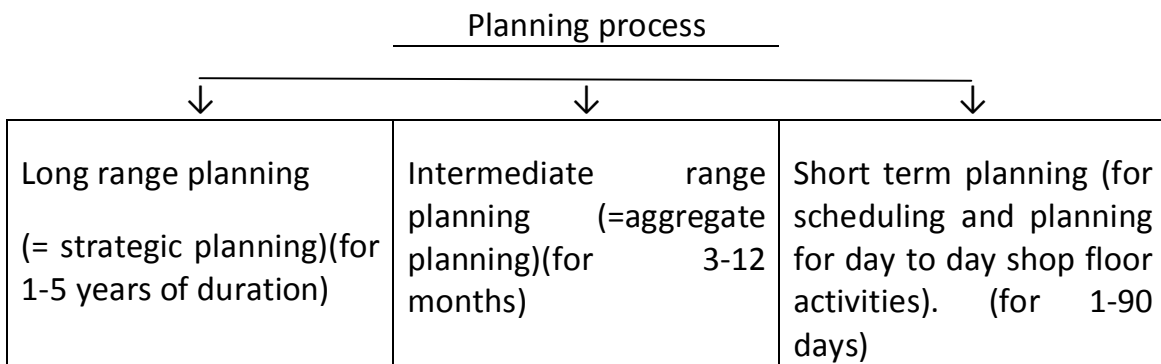 Planning process
Long range planning
(= strategic planning)(for
1-5 years of duration)
Intermediate range
planning (=aggregate
planning)(for 3-12
months)
Short term planning (for
scheduling and planning
for day to day shop floor
activities). (for 1-90
days)